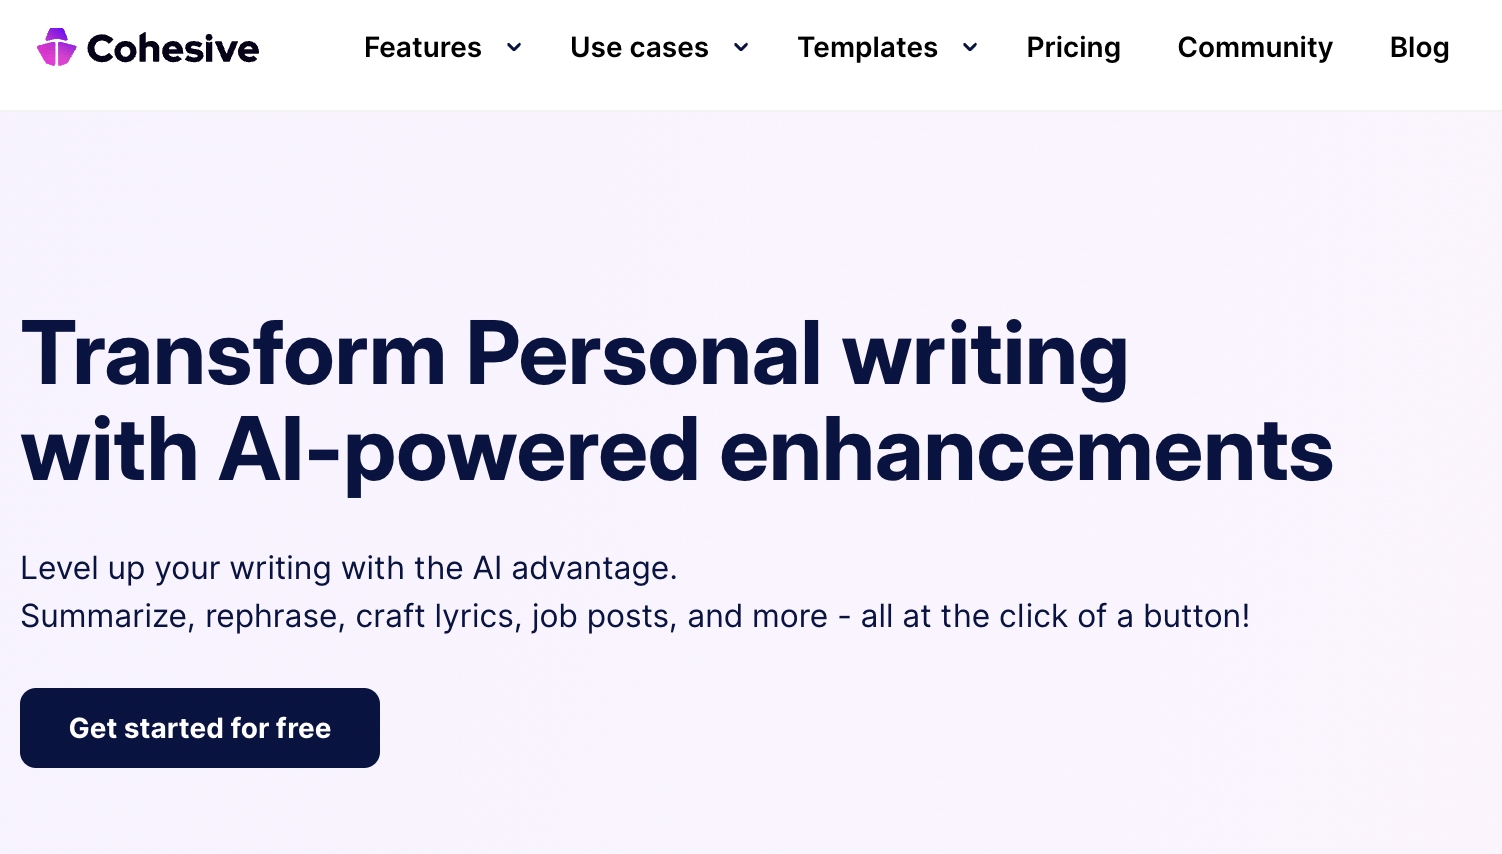 Cohesive
Features Use cases Templates Pricing Community Blog
Transform Personal writing
with AI-powered enhancements
Level up your writing with the AI advantage.
Summarize, rephrase, craft lyrics, job posts, and more - all at the click of a button!
Get started for free